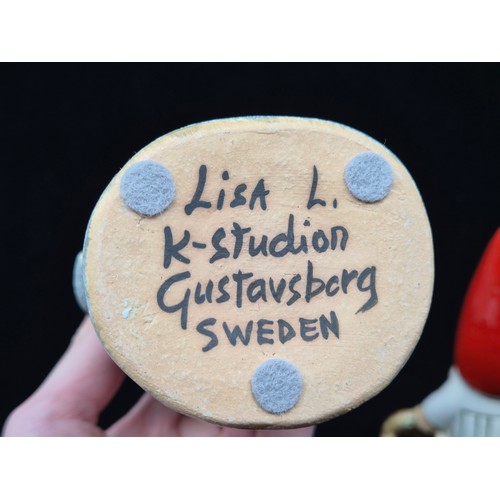 LISA L.
K-studion
Gustavsberg
SWEDEN